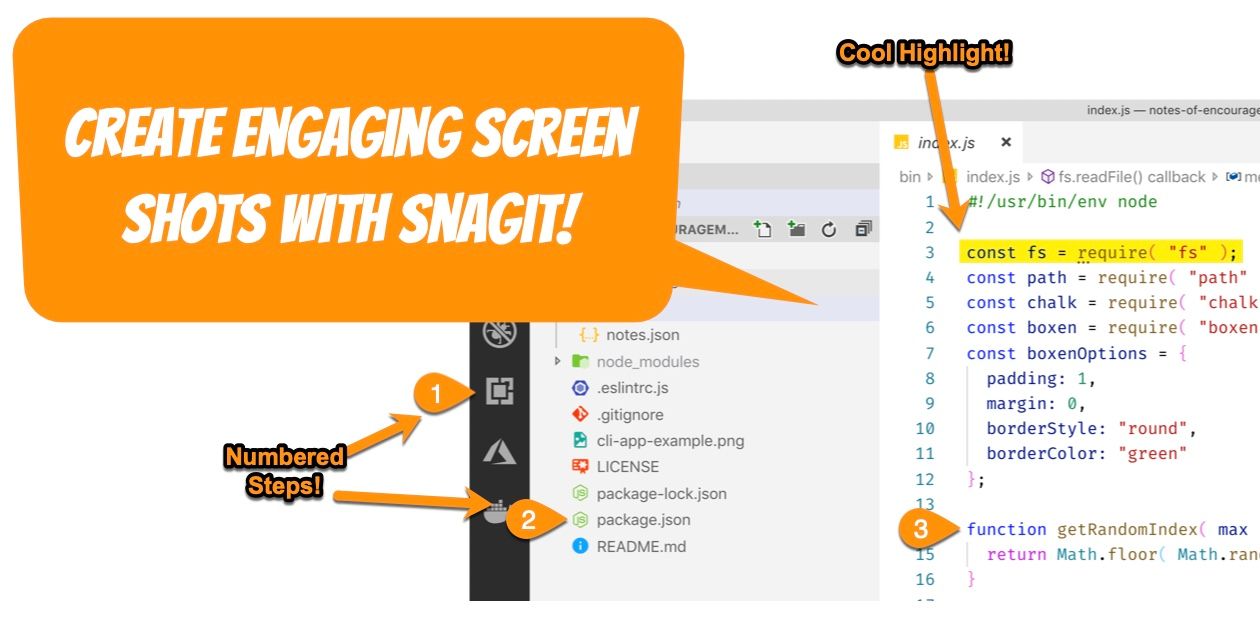 CREATE ENGAGING SCREEN
SHOTS WITH SNAGIT!
Cool Highlight!
index.js — notes-of-encourage
JS index.js ×
bin index.js fs.readFile() callback
URAGEM...
{..} notes.json
node_modules
.eslintrc.js
.gitignore
cli-app-example.png
LICENSE
package-lock.json
package.json
README.md
1
Numbered
Steps!
2
1 #!/usr/bin/env node
2
3 const fs = require( "fs" );
4 const path = require( "path"
5 const chalk = require( "chalk
6 const boxen = require( "boxen
7 const boxenOptions = {
8 padding: 1,
9 margin: 0,
10 borderStyle: "round",
11 borderColor: "green"
12 };
13
3 function getRandomIndex( max
15 return Math.floor( Math.ran
16 }